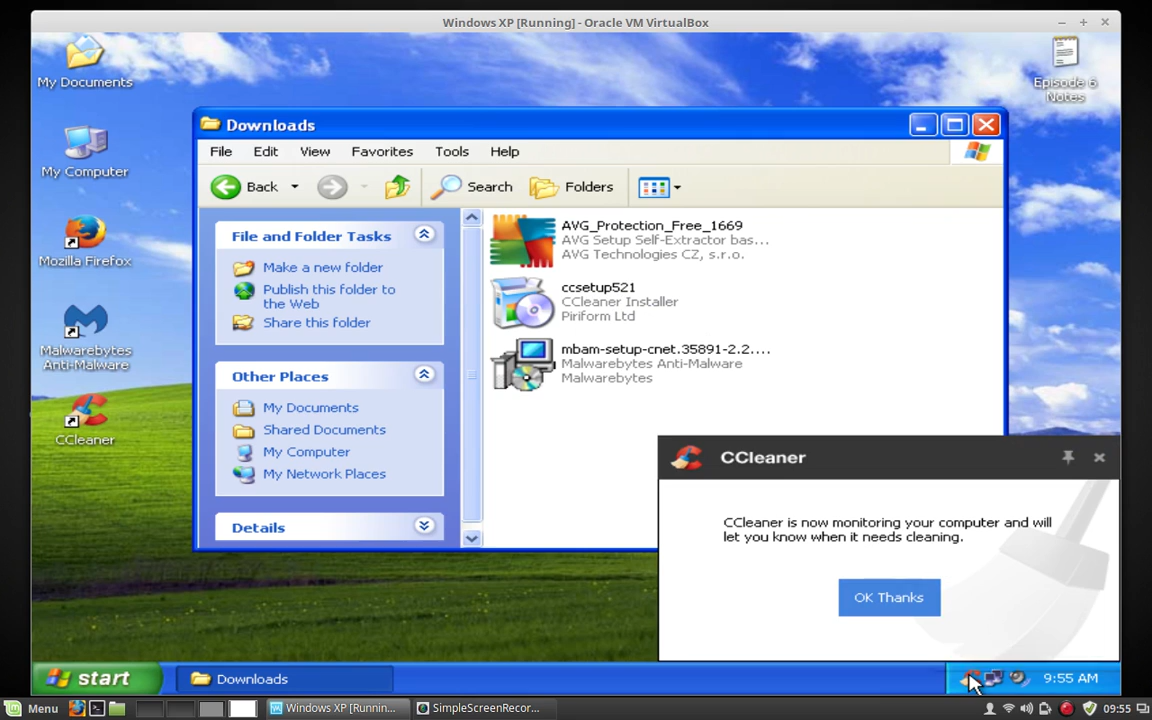 Windows XP [Running] - Oracle VM VirtualBox
My Documents
My Computer
Mozilla Firefox
Malwarebytes
Anti-Malware
CCleaner
Episode 6
Notes
Downloads
File Edit View Favorites Tools Help
Back Search Folders
File and Folder Tasks
Make a new folder
Publish this folder to
the Web
Share this folder
Other Places
My Documents
Shared Documents
My Computer
My Network Places
Details
AVG_Protection_Free_1669
AVG Setup Self-Extractor bas...
AVG Technologies CZ, s.r.o.
ccsetup521
CCleaner Installer
Piriform Ltd
mbam-setup-cnet.35891-2.2....
Malwarebytes Anti-Malware
Malwarebytes
CCleaner
CCleaner is now monitoring your computer and will
let you know when it needs cleaning.
OK Thanks
start Downloads 9:55 AM
Menu Windows XP [Runnin... SimpleScreenRecor... 09:55